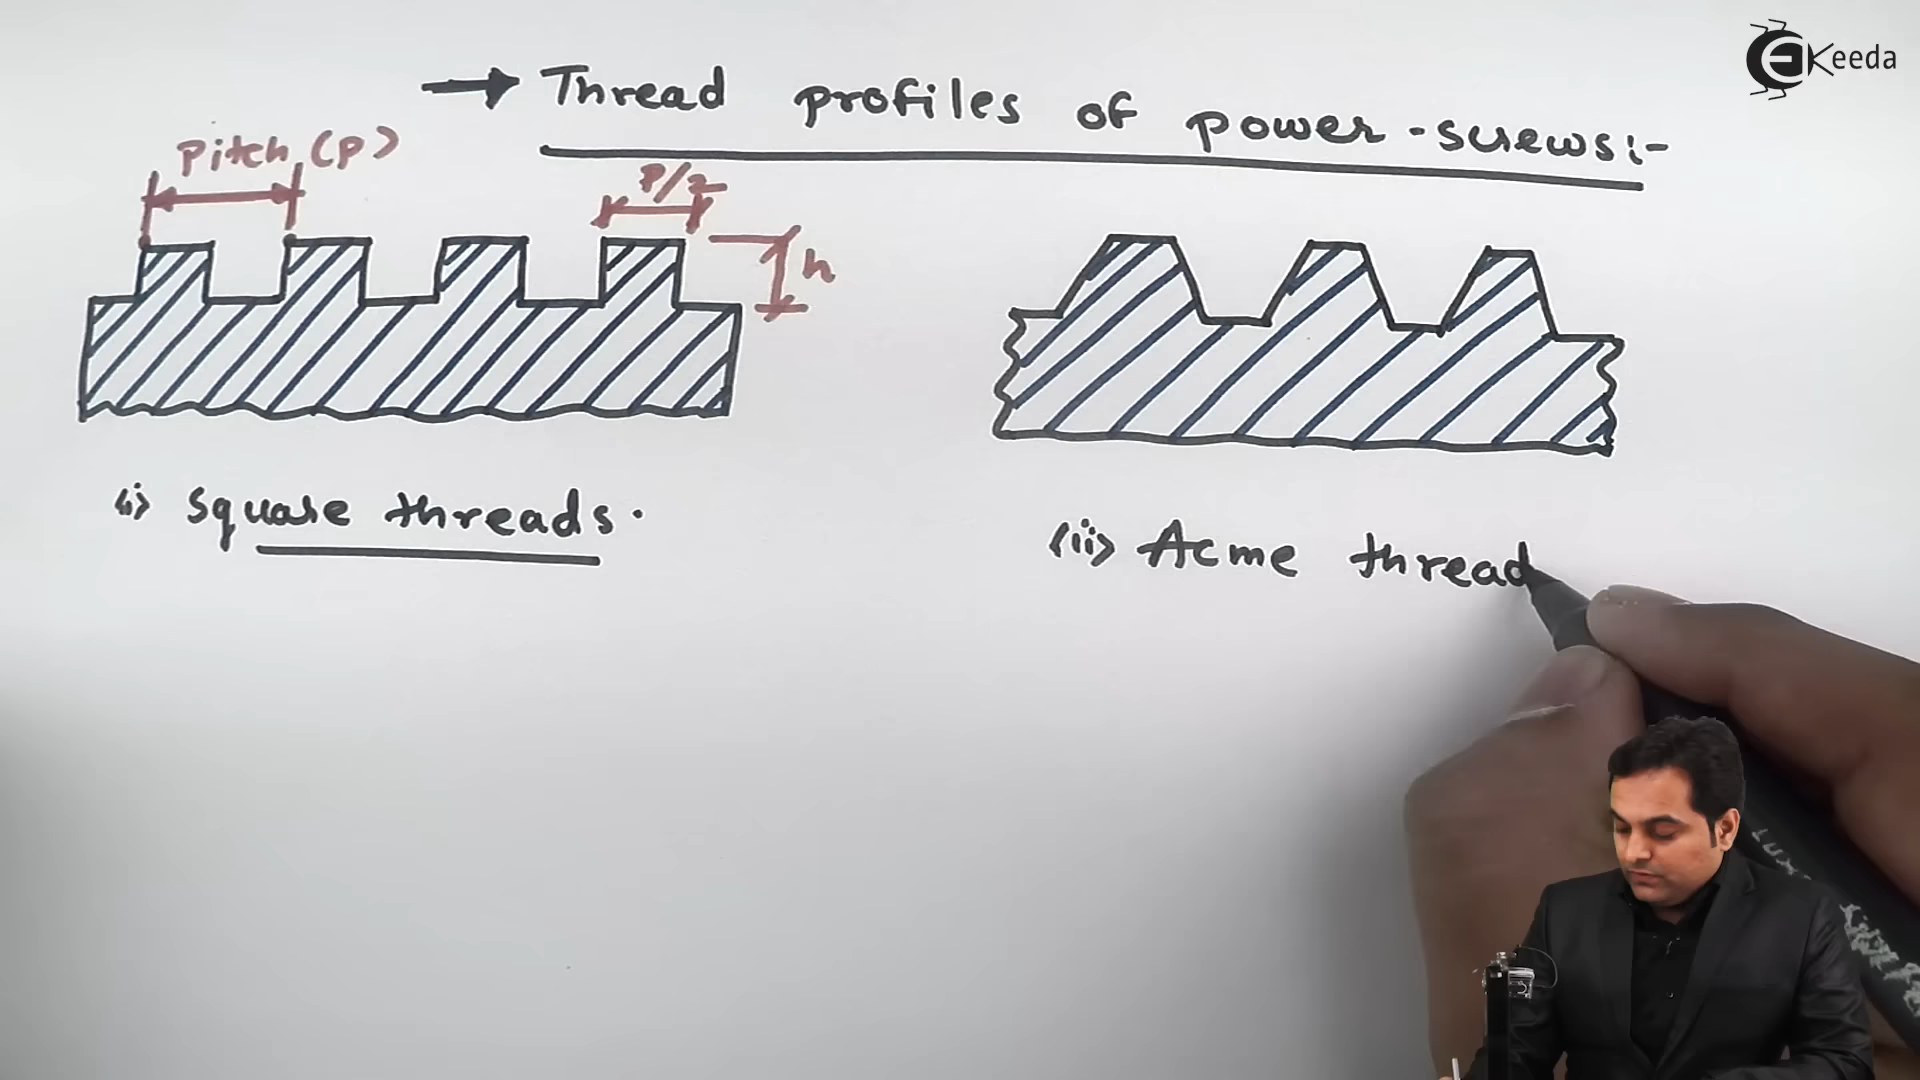 Keeda
→ Thread profiles of power-screws:-
Pitch (P)
P/2
h
(i) square threads.
(ii) Acme thread